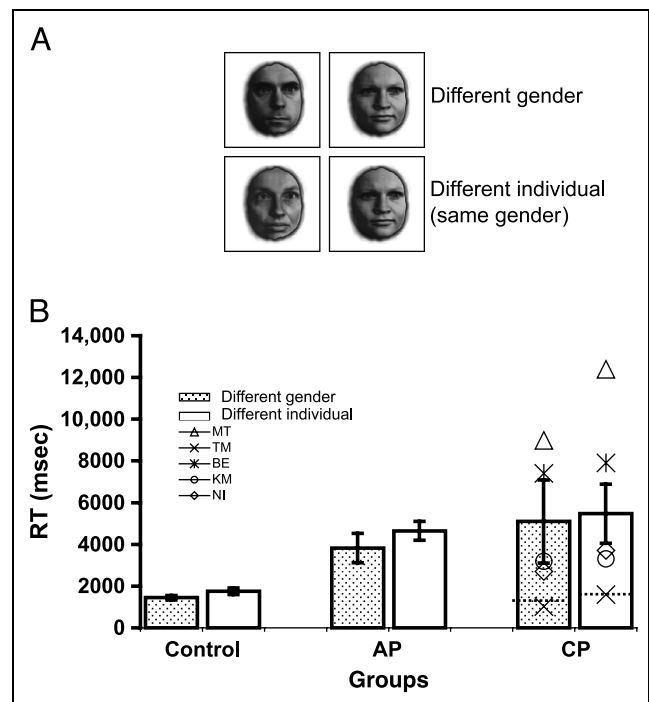 A
Different gender
Different individual
(same gender)
B
14,000
12,000
10,000
8000
6000
4000
2000
0
RT (msec)
Different gender
Different individual
MT
TM
BE
KM
NI
Control
AP
CP
Groups